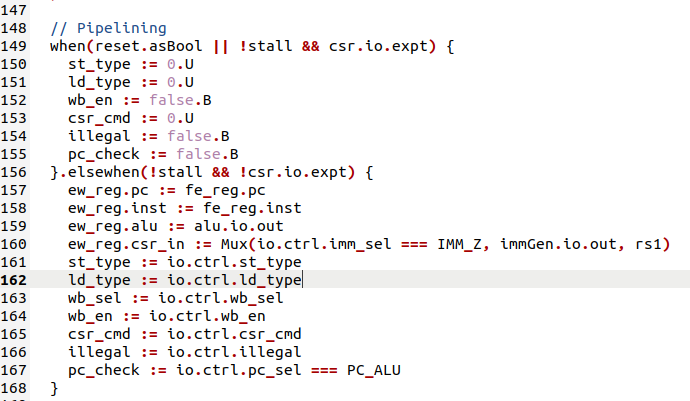 147
148 // Pipelining
149 when(reset.asBool || !stall && csr.io.expt) {
150 st_type := 0.U
151 ld_type := 0.U
152 wb_en := false.B
153 csr_cmd := 0.U
154 illegal := false.B
155 pc_check := false.B
156 }.elsewhen(!stall && !csr.io.expt) {
157 ew_reg.pc := fe_reg.pc
158 ew_reg.inst := fe_reg.inst
159 ew_reg.alu := alu.io.out
160 ew_reg.csr_in := Mux(io.ctrl.imm_sel === IMM_Z, immGen.io.out, rs1)
161 st_type := io.ctrl.st_type
162 ld_type := io.ctrl.ld_type
163 wb_sel := io.ctrl.wb_sel
164 wb_en := io.ctrl.wb_en
165 csr_cmd := io.ctrl.csr_cmd
166 illegal := io.ctrl.illegal
167 pc_check := io.ctrl.pc_sel === PC_ALU
168 }